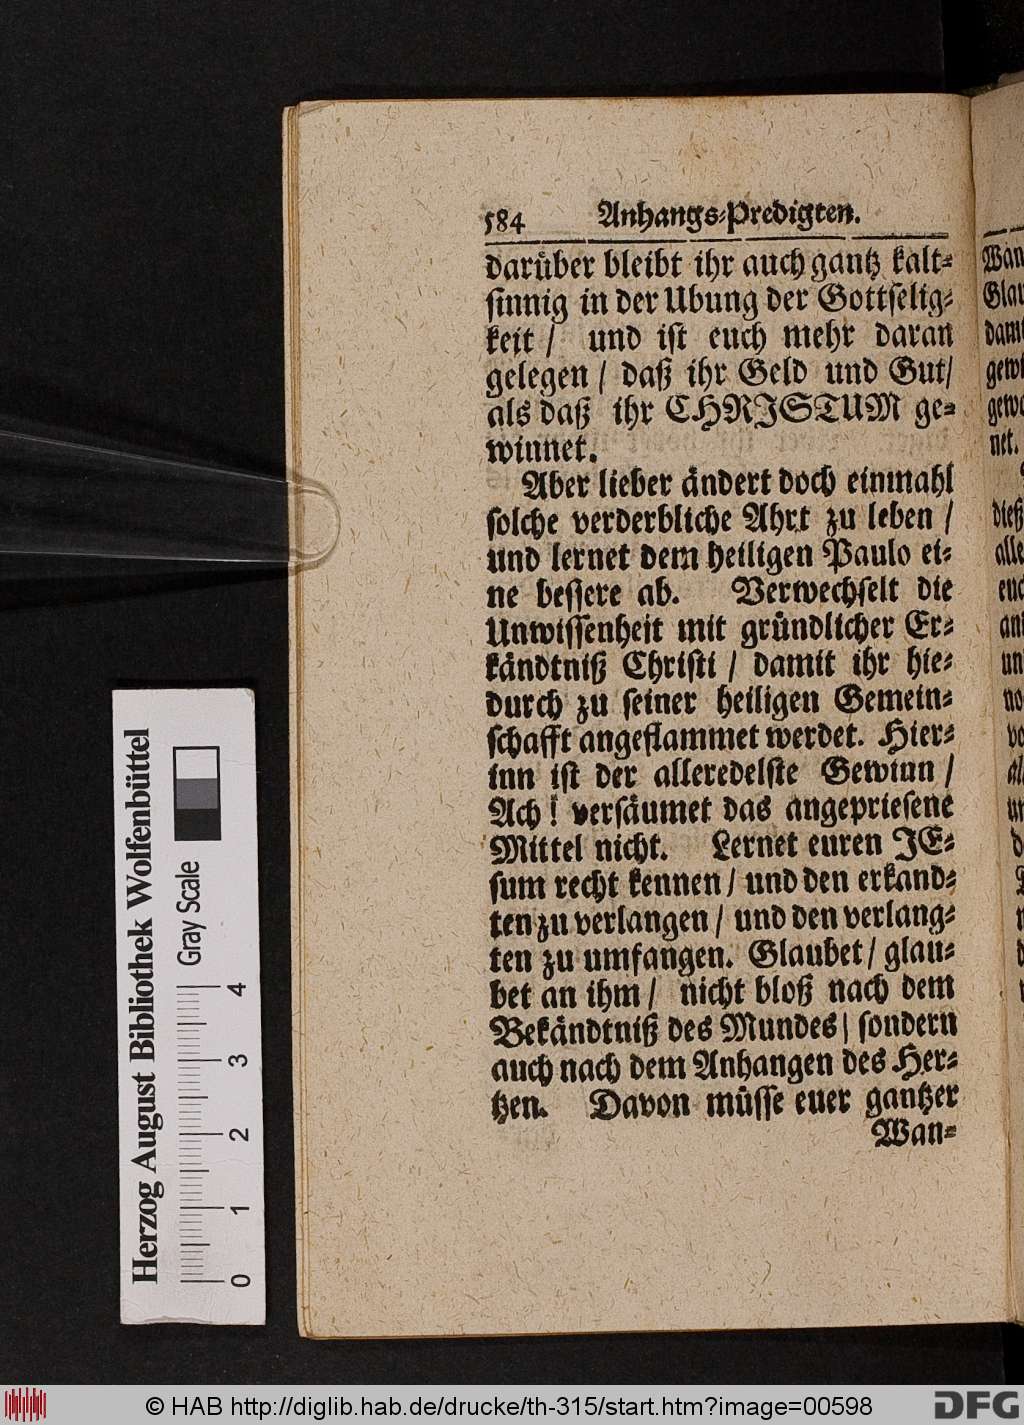 584 Anhangs-Predigten.
darüber bleibt ihr auch gantz kalt-
sinnig in der Ubung der Gottselig-
keit / und ist euch mehr daran
gelegen / daß ihr Geld und Gut/
als daß ihr CHRISTUM ge-
winnet.
Aber lieber ändert doch einmahl
solche verderbliche Ahrt zu leben /
und lernet dem heiligen Paulo ei-
ne bessere ab. Verwechselt die
Unwissenheit mit gründlicher Er-
kändtniß Christi / damit ihr hie-
durch zu seiner heiligen Gemein-
schafft angeflammet werdet. Hier-
inn ist der alleredelste Gewinn /
Ach! versäumet das angepriesene
Mittel nicht. Lernet euren JE-
sum recht kennen / und den erkand-
ten zu verlangen / und den verlang-
ten zu umfangen. Glaubet / glau-
bet an ihm / nicht bloß nach dem
Bekändtniß des Mundes / sondern
auch nach dem Anhangen des Her-
tzen. Davon müsse euer gantzer
Wan-
Herzog August Bibliothek Wolfenbüttel
Gray Scale
0 1 2 3 4
© HAB http://diglib.hab.de/drucke/th-315/start.htm?image=00598
DFG